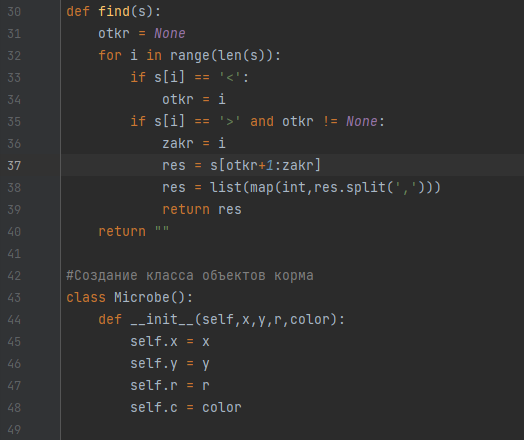 30 def find(s):
31     otkr = None
32     for i in range(len(s)):
33         if s[i] == '<':
34             otkr = i
35         if s[i] == '>' and otkr != None:
36             zakr = i
37             res = s[otkr+1:zakr]
38             res = list(map(int,res.split(',')))
39             return res
40     return ""
41
42 #Создание класса объектов корма
43 class Microbe():
44     def __init__(self,x,y,r,color):
45         self.x = x
46         self.y = y
47         self.r = r
48         self.c = color
49